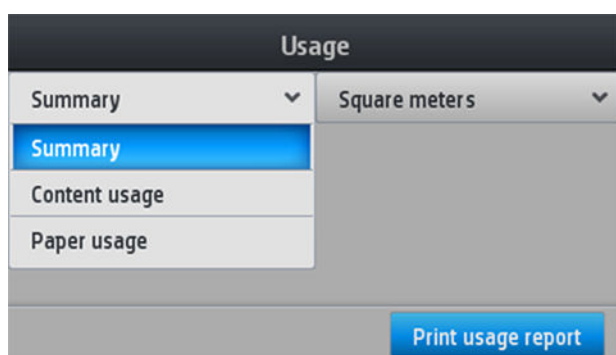 Usage
Summary
Square meters
Summary
Content usage
Paper usage
Print usage report